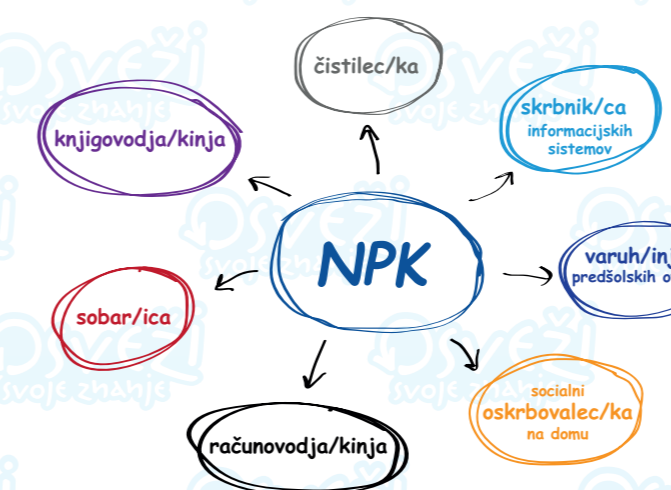 čistilec/ka
skrbnik/ca
informacijskih
sistemov
knjigovodja/kinja
NPK
predšolskih
sobar/ica
socialni
oskrbovalec/ka
na domu
računovodja/kinja
OSVEŽI
svoje znanje